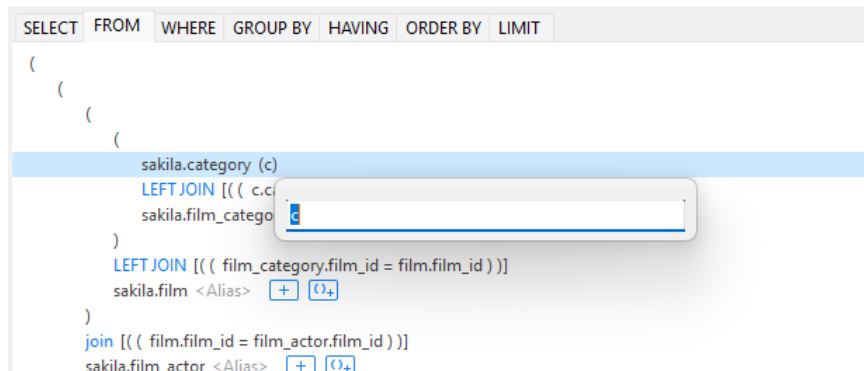 SELECT FROM WHERE GROUP BY HAVING ORDER BY LIMIT
(
(
(
(
sakila.category (c)
LEFT JOIN [( ( c.ca
c
sakila.film_catego
)
LEFT JOIN [( ( film_category.film_id = film.film_id ) )]
sakila.film <Alias> + ()+
)
join [( ( film.film_id = film_actor.film_id ) )]
sakila.film_actor <Alias> + ()+